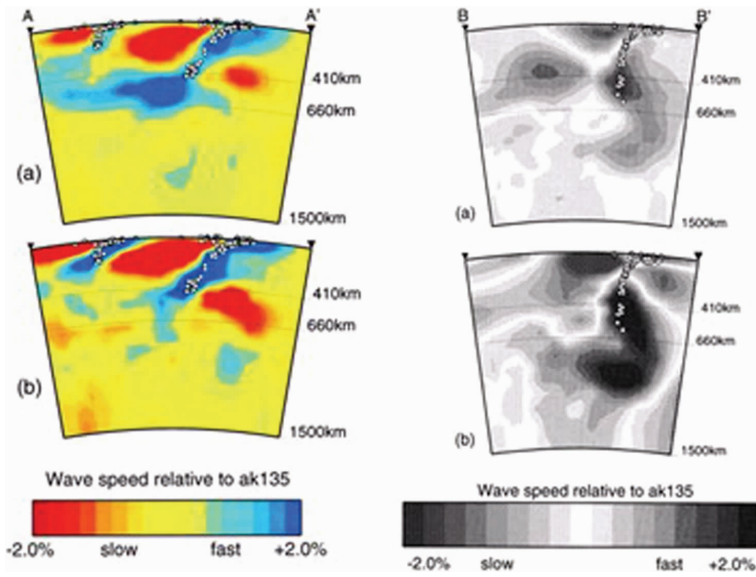 A A'
410km
660km
(a)
1500km
410km
660km
(b)
1500km
Wave speed relative to ak135
-2.0% slow fast +2.0%
B B'
410km
660km
(a)
1500km
410km
660km
(b)
1500km
Wave speed relative to ak135
-2.0% slow fast +2.0%